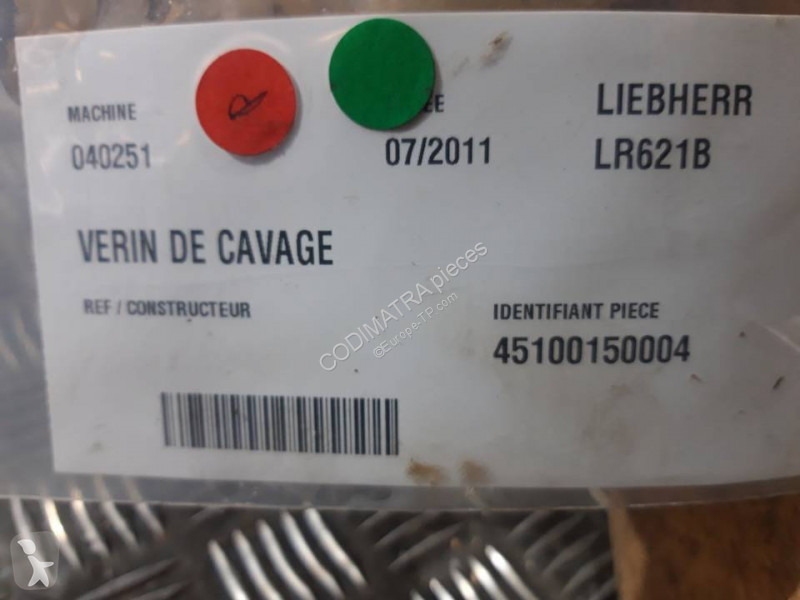 MACHINE
040251
07/2011
LIEBHERR
LR621B
VERIN DE CAVAGE
REF / CONSTRUCTEUR
IDENTIFIANT PIECE
45100150004
CODIMATRA pieces
©Europe-TP.com